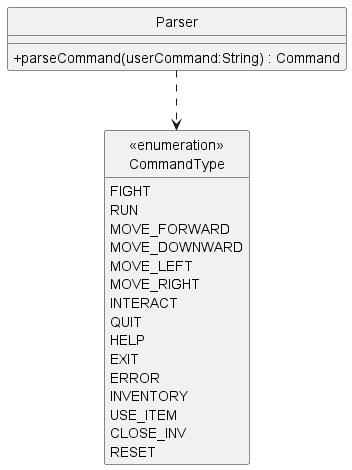 Parser
+parseCommand(userCommand:String) : Command
«enumeration»
CommandType
FIGHT
RUN
MOVE_FORWARD
MOVE_DOWNWARD
MOVE_LEFT
MOVE_RIGHT
INTERACT
QUIT
HELP
EXIT
ERROR
INVENTORY
USE_ITEM
CLOSE_INV
RESET